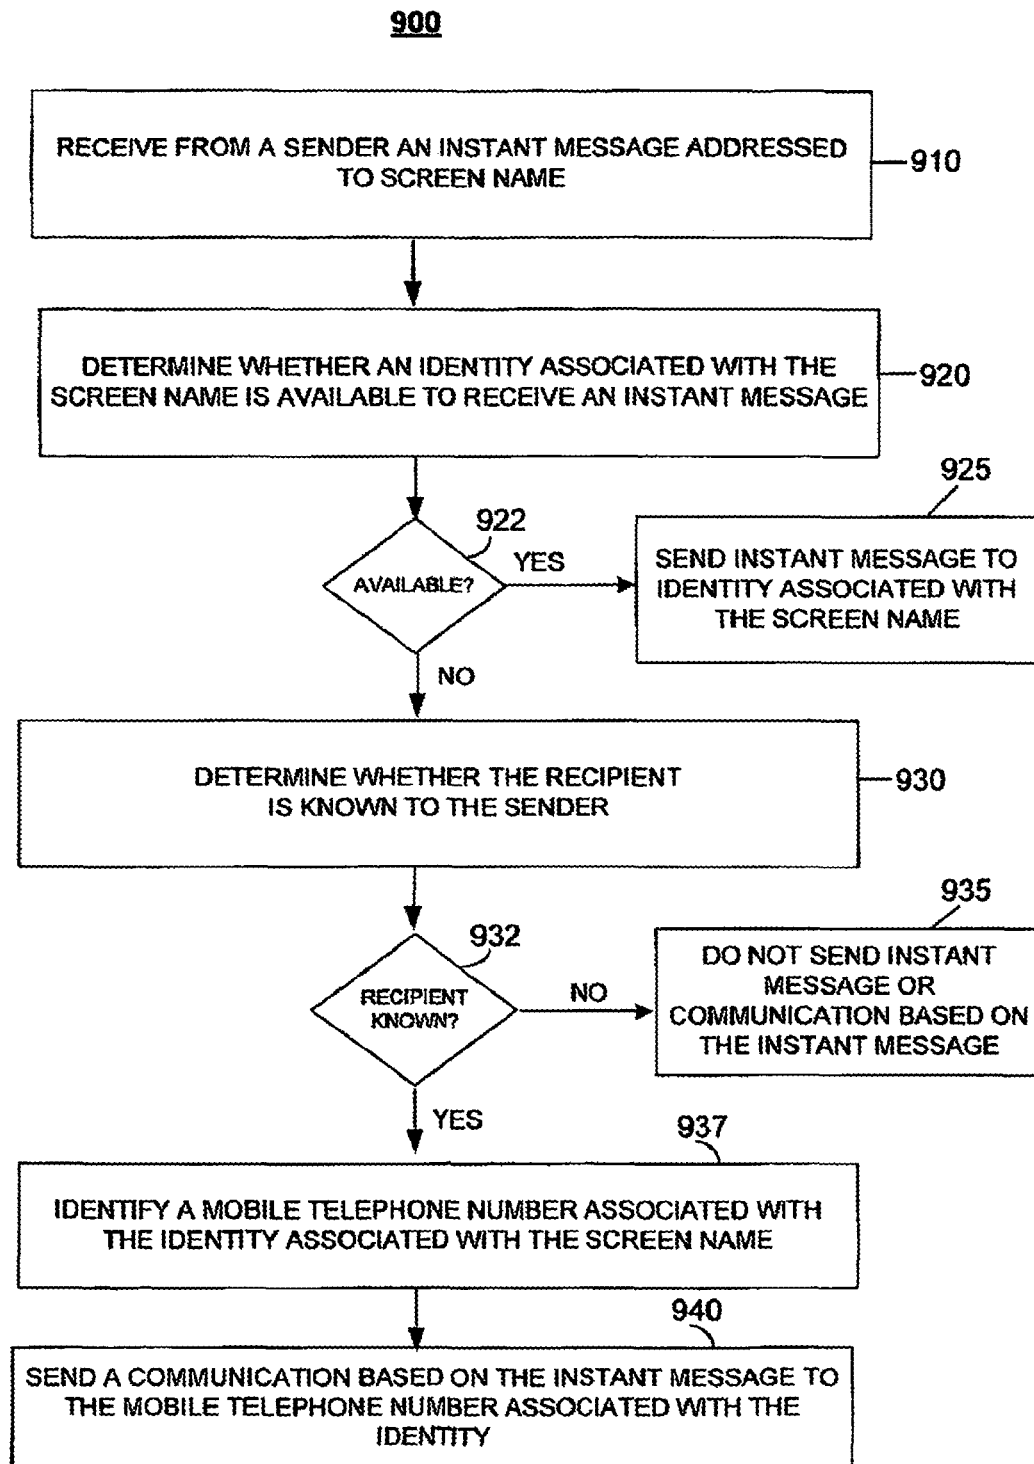 900
RECEIVE FROM A SENDER AN INSTANT MESSAGE ADDRESSED
TO SCREEN NAME
910
DETERMINE WHETHER AN IDENTITY ASSOCIATED WITH THE
SCREEN NAME IS AVAILABLE TO RECEIVE AN INSTANT MESSAGE
920
922
AVAILABLE?
YES
925
SEND INSTANT MESSAGE TO
IDENTITY ASSOCIATED WITH
THE SCREEN NAME
NO
DETERMINE WHETHER THE RECIPIENT
IS KNOWN TO THE SENDER
930
932
RECIPIENT
KNOWN?
NO
935
DO NOT SEND INSTANT
MESSAGE OR
COMMUNICATION BASED ON
THE INSTANT MESSAGE
YES
937
IDENTIFY A MOBILE TELEPHONE NUMBER ASSOCIATED WITH
THE IDENTITY ASSOCIATED WITH THE SCREEN NAME
940
SEND A COMMUNICATION BASED ON THE INSTANT MESSAGE TO
THE MOBILE TELEPHONE NUMBER ASSOCIATED WITH THE
IDENTITY